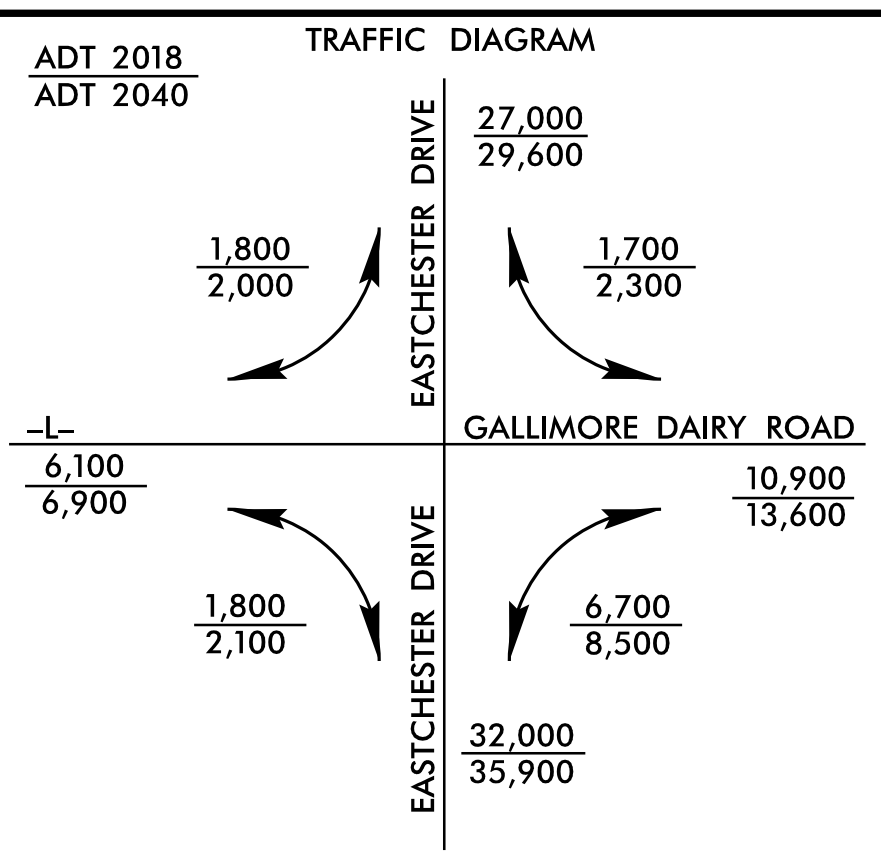 TRAFFIC DIAGRAM
ADT 2018
ADT 2040
EASTCHESTER DRIVE
27,000
29,600
1,800
2,000
1,700
2,300
–L–
GALLIMORE DAIRY ROAD
6,100
6,900
10,900
13,600
EASTCHESTER DRIVE
1,800
2,100
6,700
8,500
32,000
35,900